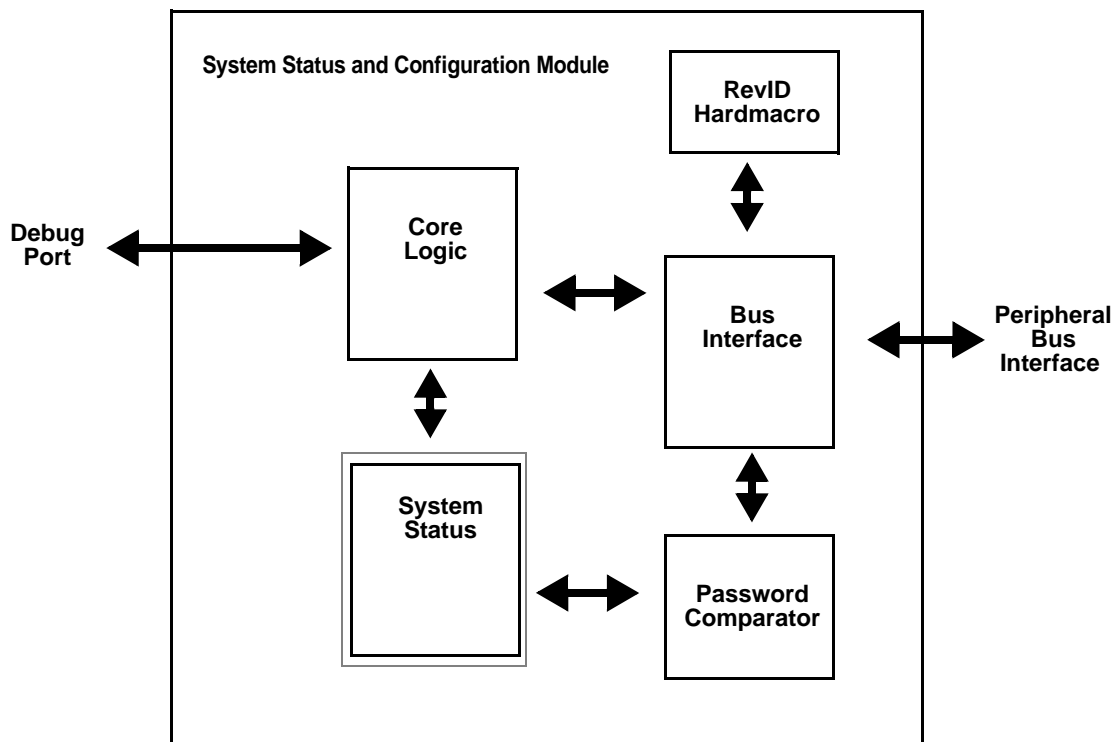 System Status and Configuration Module
RevID
Hardmacro
Core
Logic
Debug
Port
Bus
Interface
Peripheral
Bus
Interface
System
Status
Password
Comparator